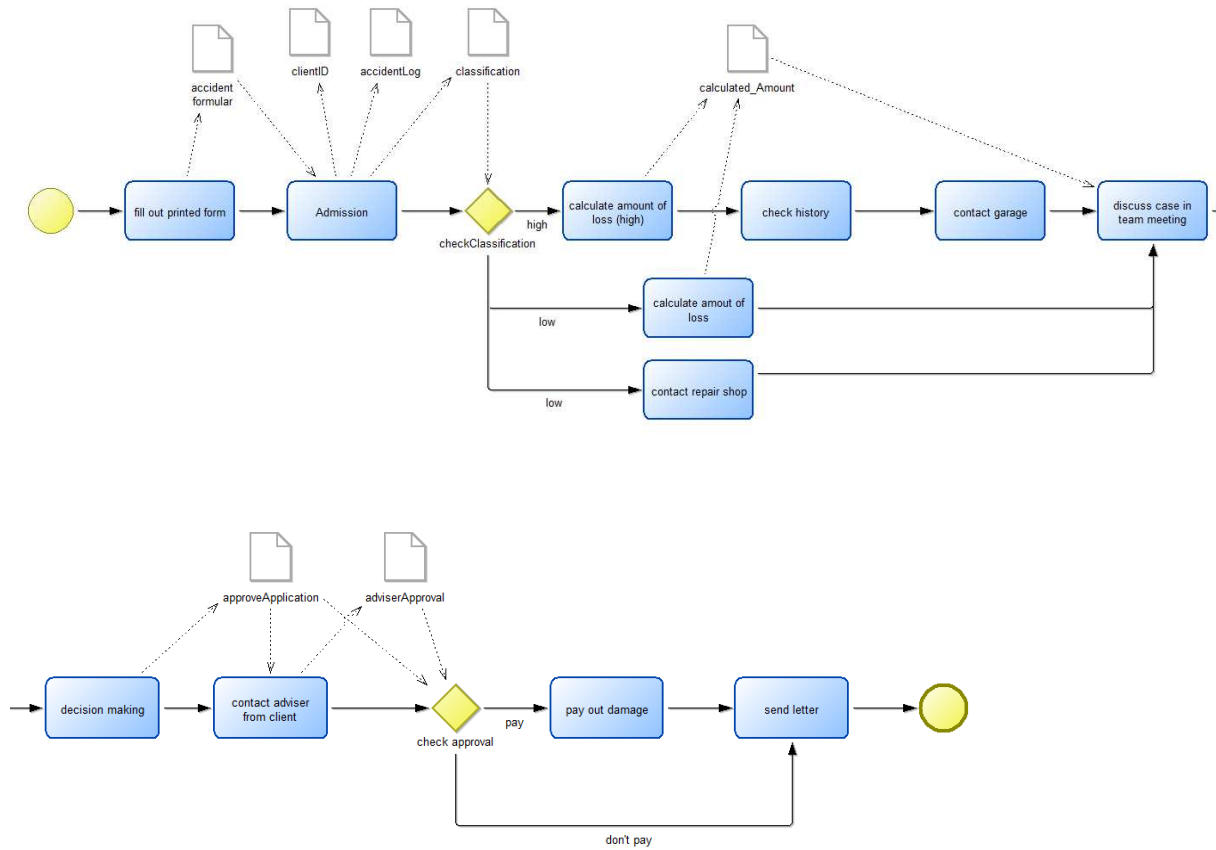 accident
formular
clientID
accidentLog
classification
calculated_Amount
fill out printed form
Admission
checkClassification
high
calculate amount of
loss (high)
check history
contact garage
discuss case in
team meeting
low
calculate amout of
loss
low
contact repair shop
approveApplication
adviserApproval
decision making
contact adviser
from client
check approval
pay
pay out damage
send letter
don't pay